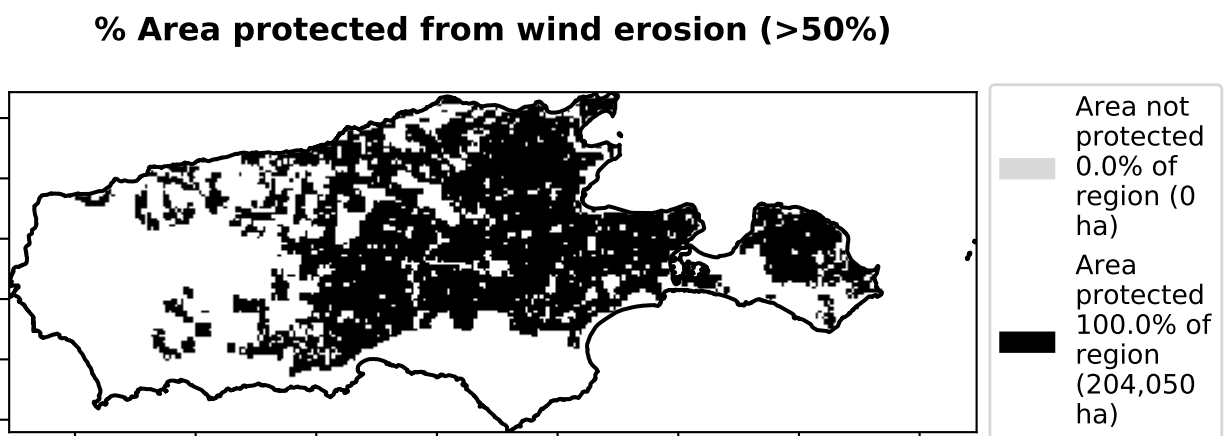 % Area protected from wind erosion (>50%)
Area not
protected
0.0% of
region (0
ha)
Area
protected
100.0% of
region
(204,050
ha)